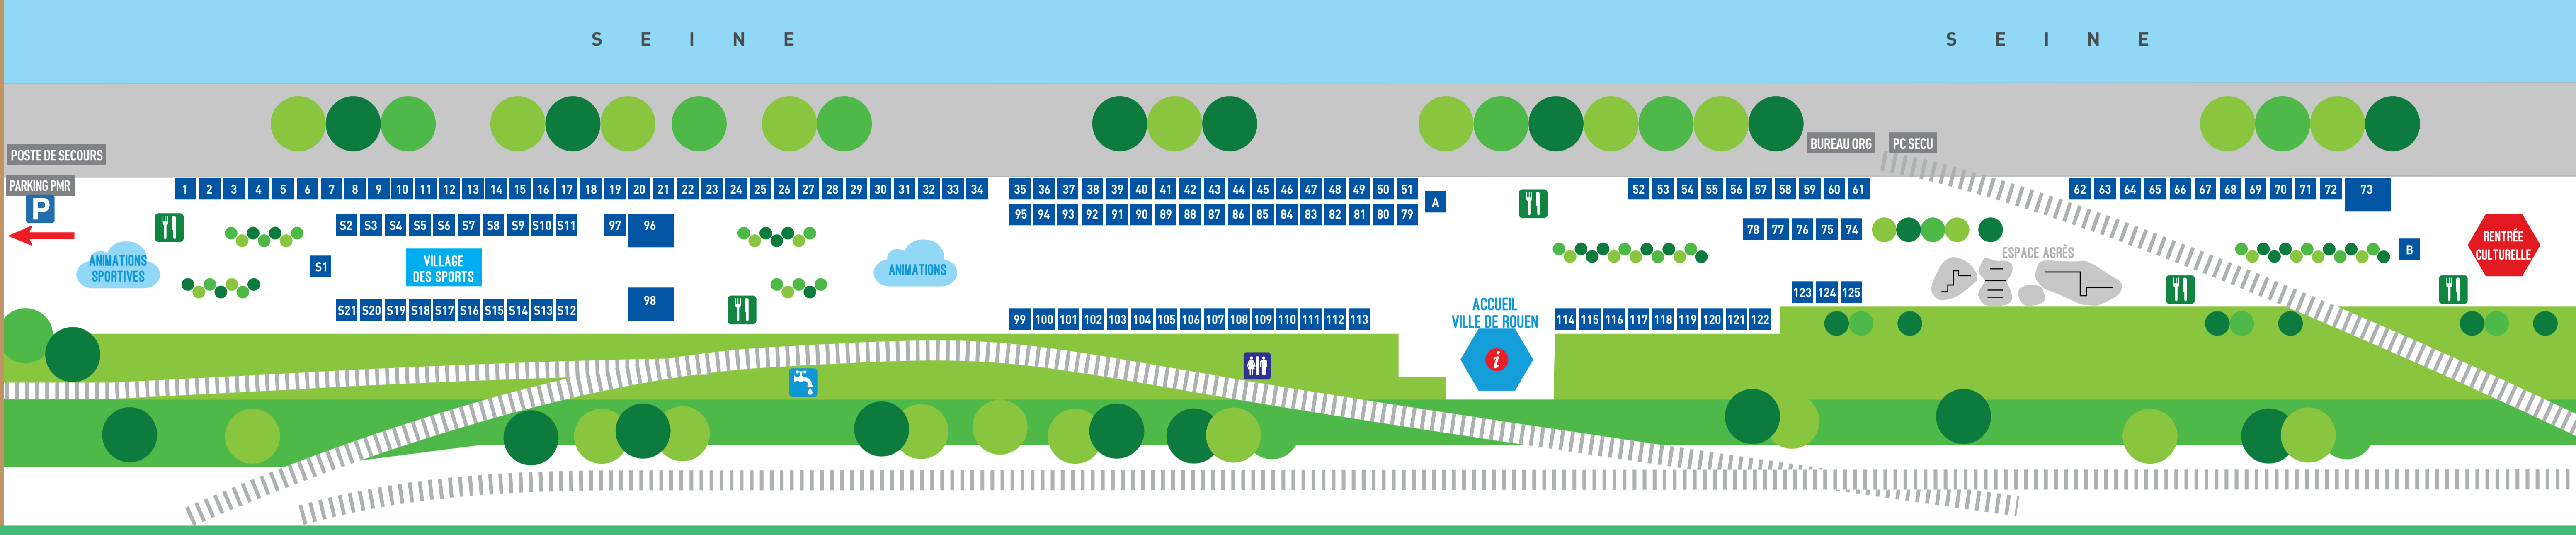 S E I N E
S E I N E
BUREAU ORG
PC SECU
POSTE DE SECOURS
PARKING PMR
P
1 2 3 4 5 6 7 8 9 10 11 12 13 14 15 16 17 18 19 20 21 22 23 24 25 26 27 28 29 30 31 32 33 34
35 36 37 38 39 40 41 42 43 44 45 46 47 48 49 50 51
A
52 53 54 55 56 57 58 59 60 61
62 63 64 65 66 67 68 69 70 71 72 73
95 94 93 92 91 90 89 88 87 86 85 84 83 82 81 80 79
S2 S3 S4 S5 S6 S7 S8 S9 S10 S11
97 96
78 77 76 75 74
ANIMATIONS
SPORTIVES
S1
VILLAGE
DES SPORTS
ANIMATIONS
ESPACE AGRÈS
B
RENTRÉE
CULTURELLE
S21 S20 S19 S18 S17 S16 S15 S14 S13 S12
98
123 124 125
99 100 101 102 103 104 105 106 107 108 109 110 111 112 113
ACCUEIL
VILLE DE ROUEN
i
114 115 116 117 118 119 120 121 122